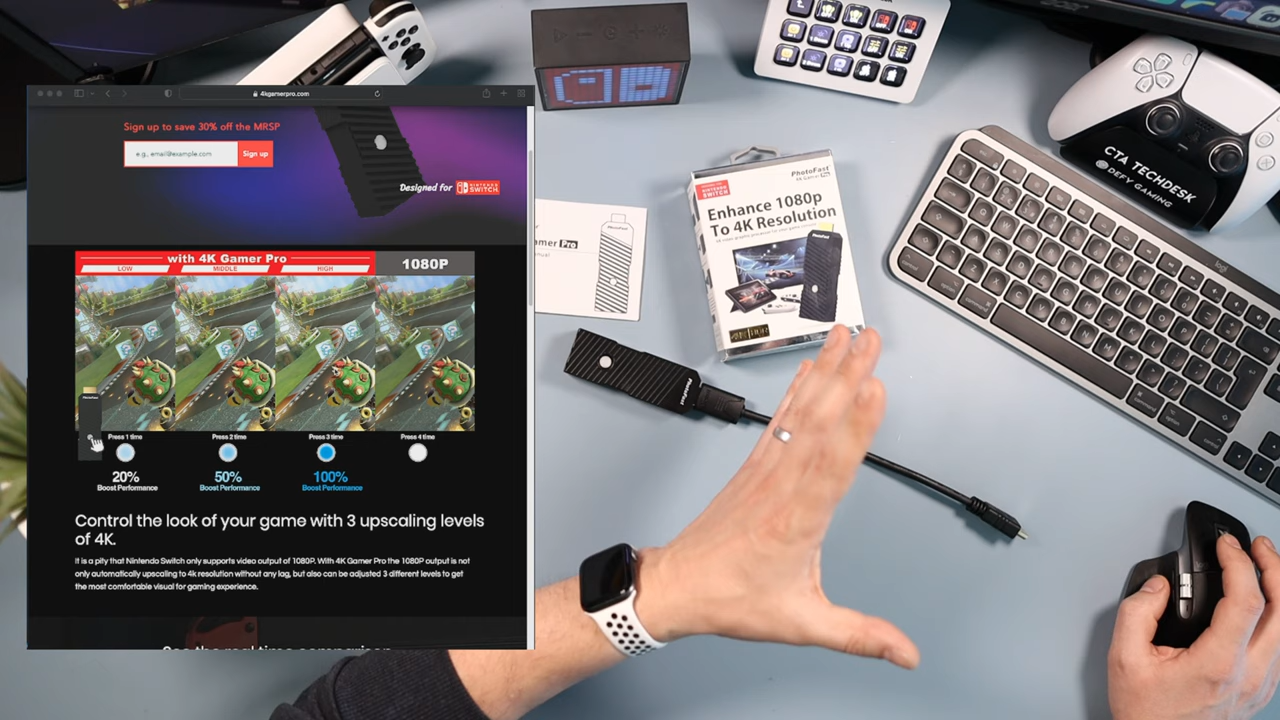 4kgamerpro.com
Sign up to save 30% off the MRSP
e.g., email@example.com
Sign up
Designed for NINTENDO SWITCH
with 4K Gamer Pro
1080P
LOW MIDDLE HIGH
Press 1 time Press 2 time Press 3 time Press 4 time
20% 50% 100%
Boost Performance Boost Performance Boost Performance
Control the look of your game with 3 upscaling levels
of 4K.
It is a pity that Nintendo Switch only supports video output of 1080P. With 4K Gamer Pro the 1080P output is not
only automatically upscaling to 4k resolution without any lag, but also can be adjusted 3 different levels to get
the most comfortable visual for gaming experience.
PhotoFast
4K Gamer Pro
NINTENDO
SWITCH
Enhance 1080p
To 4K Resolution
amer Pro
PhotoFast
logi
CTA TECHDESK
DEFY GAMING
acer